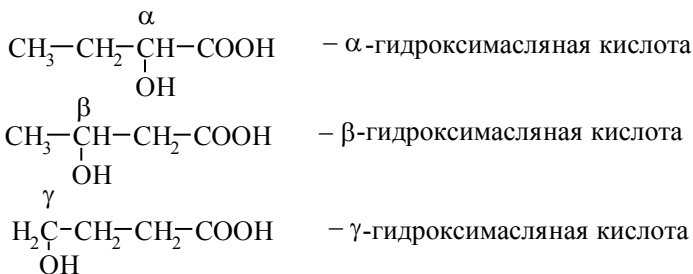 α
CH₃—CH₂—CH—COOH – α-гидроксимасляная кислота
OH
β
CH₃—CH—CH₂—COOH – β-гидроксимасляная кислота
OH
γ
H₂C—CH₂—CH₂—COOH – γ-гидроксимасляная кислота
OH